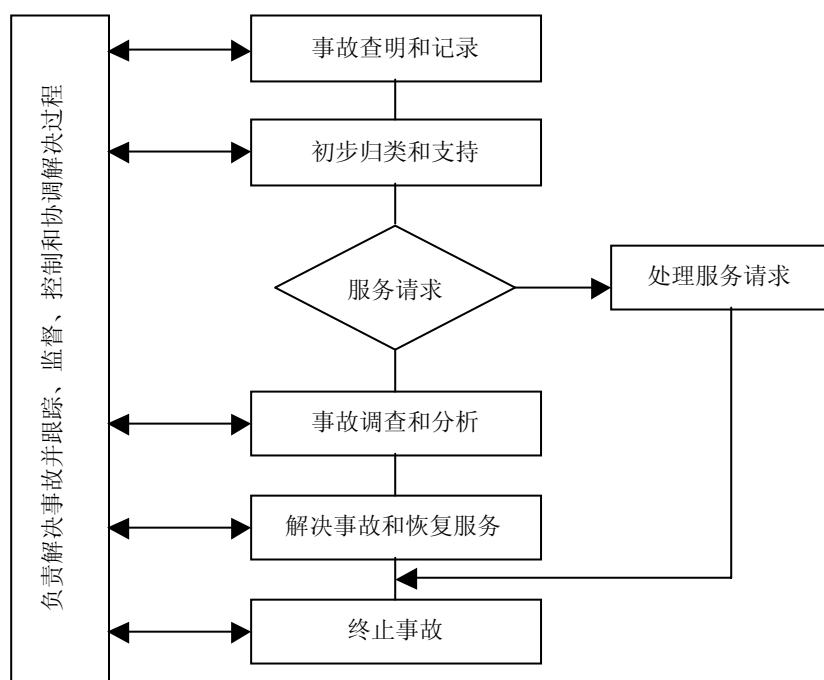 事故查明和记录
初步归类和支持
服务请求
处理服务请求
事故调查和分析
解决事故和恢复服务
终止事故
负责解决事故并跟踪、监督、控制和协调解决过程